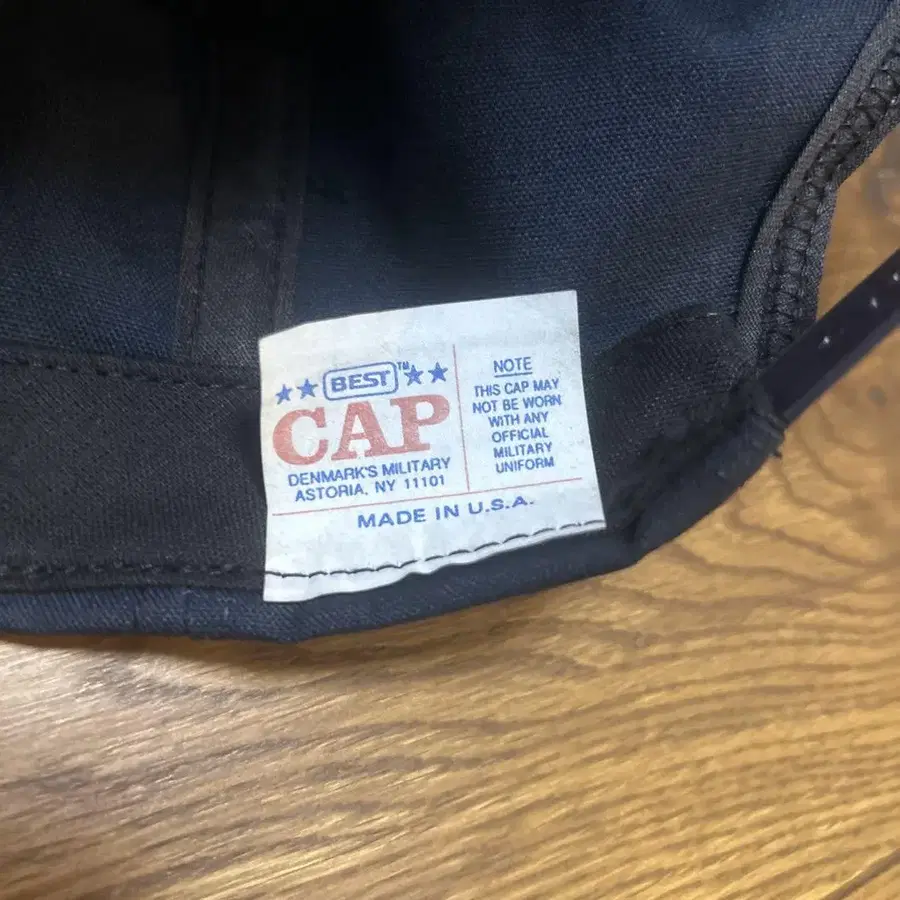 ★★ BEST™ ★★
CAP
DENMARK'S MILITARY
ASTORIA, NY 11101
NOTE
THIS CAP MAY
NOT BE WORN
WITH ANY
OFFICIAL
MILITARY
UNIFORM
MADE IN U.S.A.